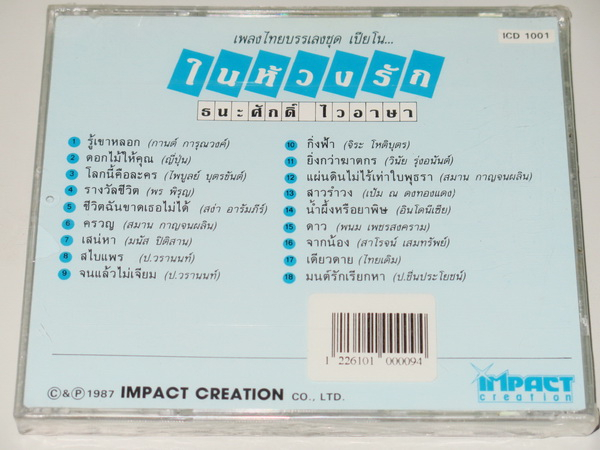 เพลงไทยบรรเลงชุด เปียโน...
ICD 1001
ในห้วงรัก
ธนะศักดิ์ ไวอาษา
1 รู้เขาหลอก (กานต์ การุณวงศ์)
2 ดอกไม้ให้คุณ (ญี่ปุ่น)
3 โลกนี้คือละคร (ไพบูลย์ บุตรขันต์)
4 รางวัลชีวิต (พร พิรุญ)
5 ชีวิตฉันขาดเธอไม่ได้ (สง่า อารัมภีร์)
6 ครวญ (สมาน กาญจนผลิน)
7 เสน่หา (มนัส ปิติสาน)
8 สไบแพร (ป.วรานนท์)
9 จนแล้วไม่เจียม (ป.วรานนท์)
10 กิ่งฟ้า (จิระ โหติบุตร)
11 ยิ่งกว่าฆาตกร (วินัย รุ่งอนันต์)
12 แผ่นดินไม่ไร้เท่าใบพุธรา (สมาน กาญจนผลิน)
13 สาวรำวง (เป้ม ณ ดงทองแดง)
14 น้ำผึ้งหรือยาพิษ (อินโดนีเซีย)
15 ดาว (พนม เพชรสงคราม)
16 จากน้อง (สาโรจน์ เสมทรัพย์)
17 เดียวดาย (ไทยเดิม)
18 มนต์รักเรียกหา (ป.ชื่นประโยชน์)
1 226101 000094
©&℗1987 IMPACT CREATION CO., LTD.
IMPACT
creation